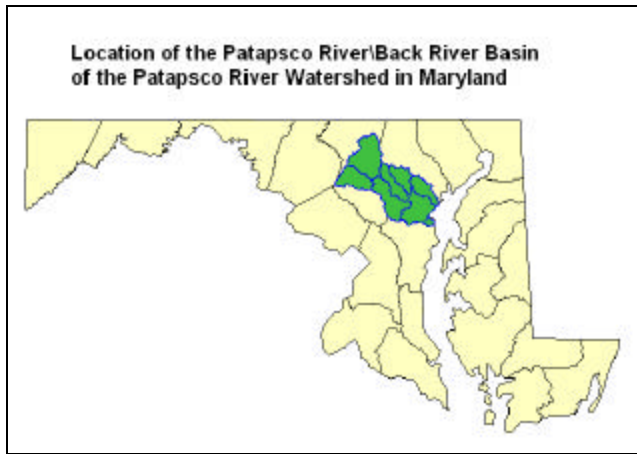 Location of the Patapsco River\Back River Basin
of the Patapsco River Watershed in Maryland